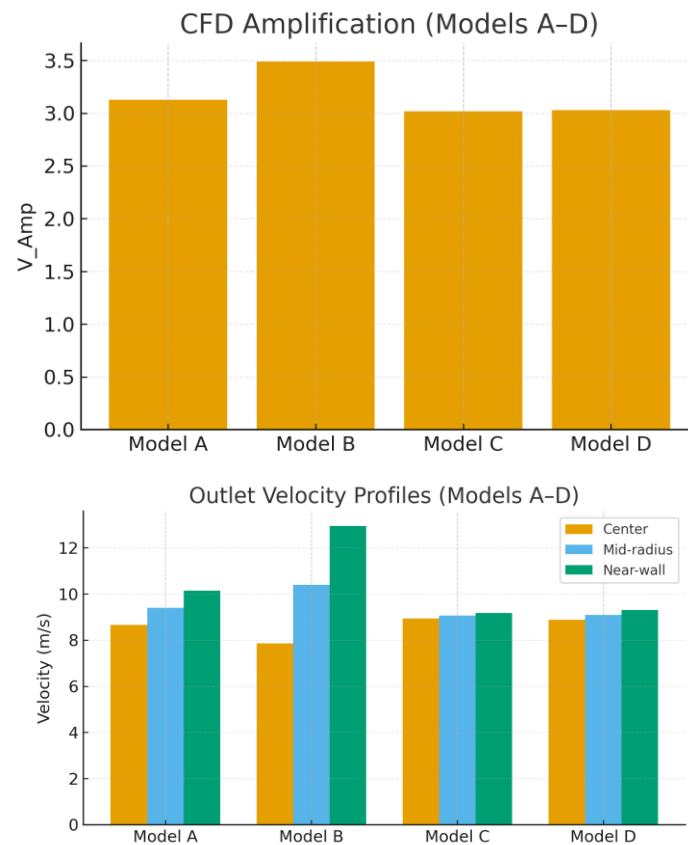 CFD Amplification (Models A–D)
3.5
3.0
2.5
2.0
1.5
1.0
0.5
0.0
V_Amp
Model A Model B Model C Model D
Outlet Velocity Profiles (Models A–D)
Center
Mid-radius
Near-wall
12
10
8
6
4
2
0
Velocity (m/s)
Model A Model B Model C Model D